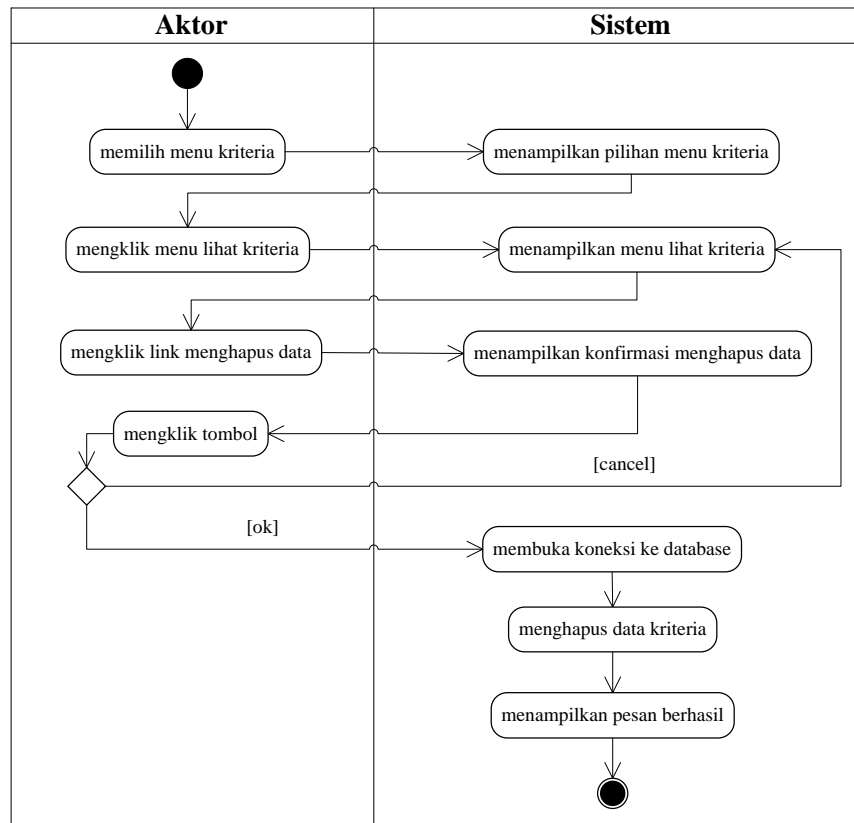 Aktor
Sistem
memilih menu kriteria
menampilkan pilihan menu kriteria
mengklik menu lihat kriteria
menampilkan menu lihat kriteria
mengklik link menghapus data
menampilkan konfirmasi menghapus data
mengklik tombol
[cancel]
[ok]
membuka koneksi ke database
menghapus data kriteria
menampilkan pesan berhasil